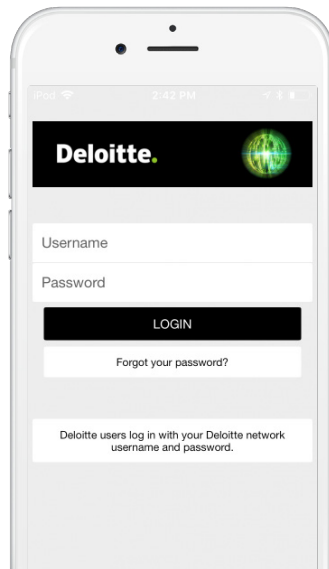 iPod
2:42 PM
Deloitte.
Username
Password
LOGIN
Forgot your password?
Deloitte users log in with your Deloitte network
username and password.